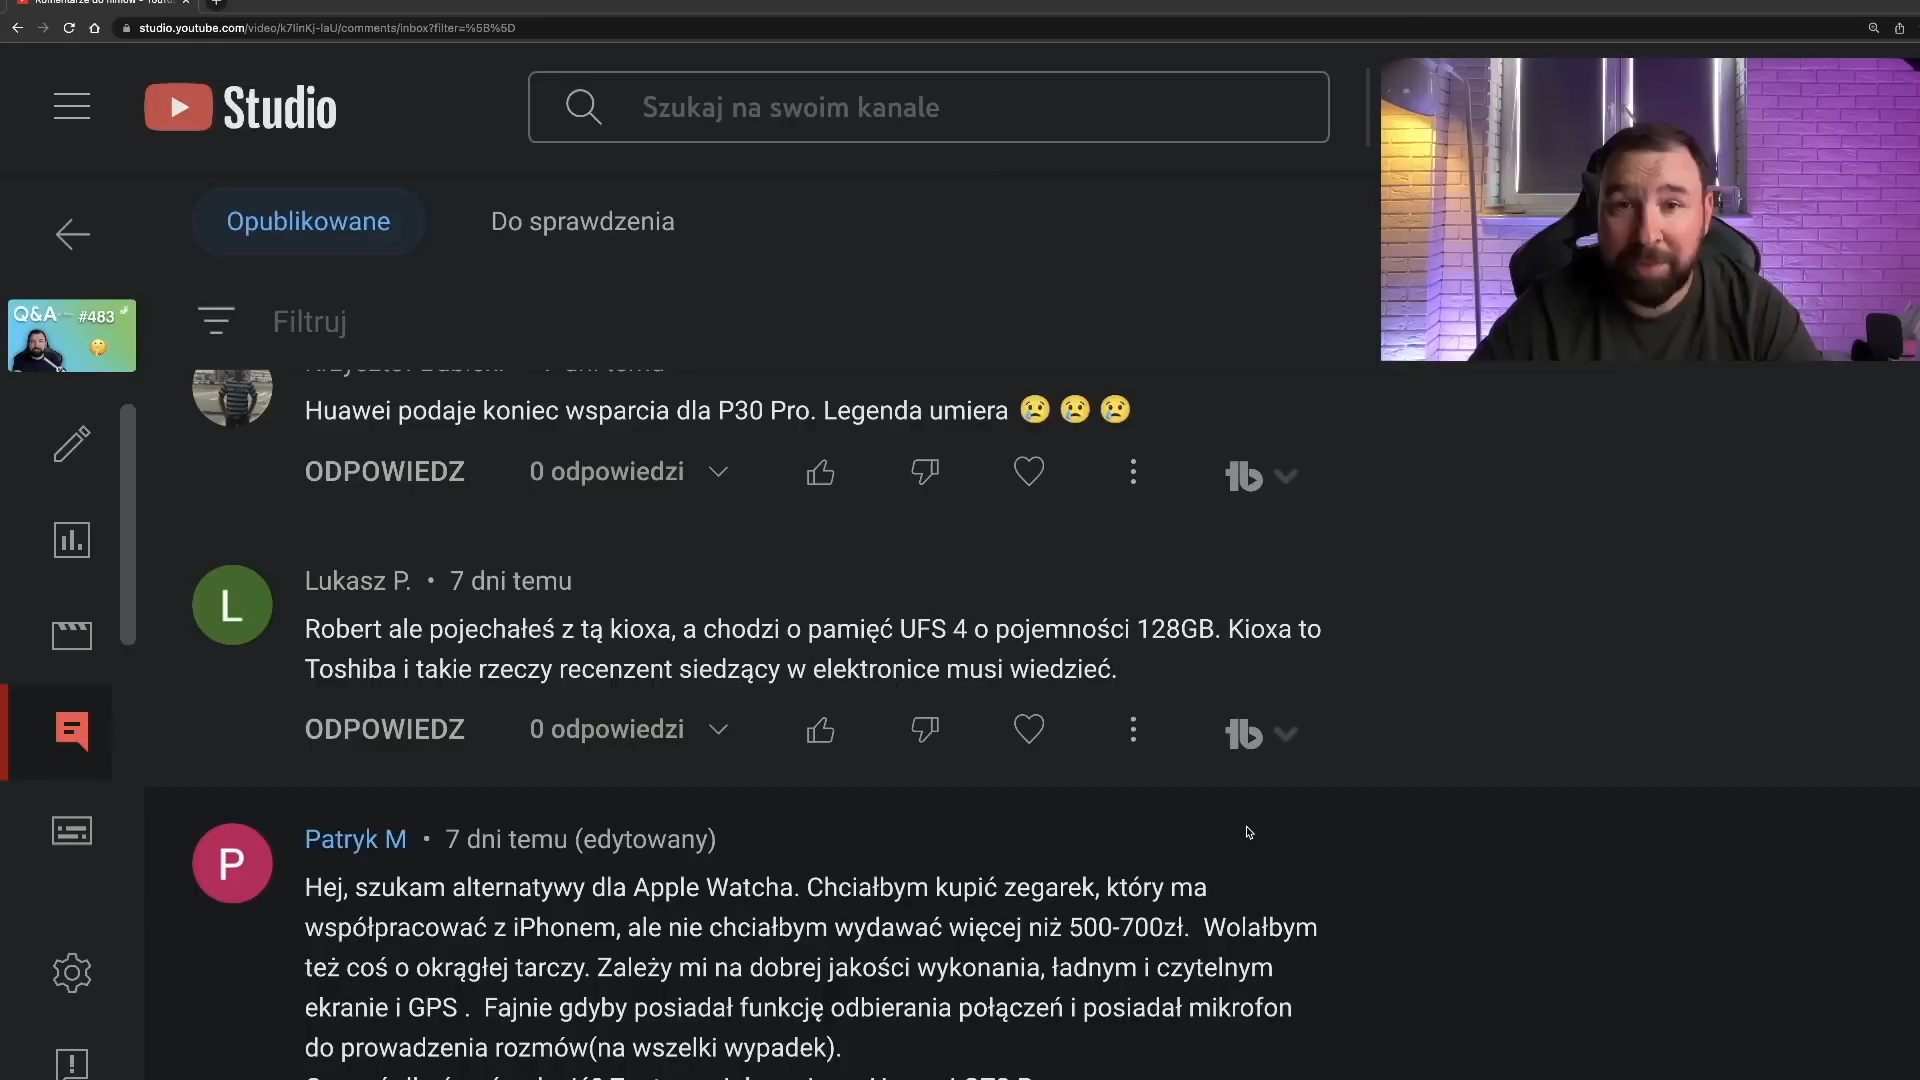 studio.youtube.com/video/k7IinKj-laU/comments/inbox?filter=%5B%5D
Studio
Szukaj na swoim kanale
Opublikowane
Do sprawdzenia
Q&A #483
Filtruj
Huawei podaje koniec wsparcia dla P30 Pro. Legenda umiera 😢 😢 😢
ODPOWIEDZ 0 odpowiedzi
L
Lukasz P. • 7 dni temu
Robert ale pojechałeś z tą kioxa, a chodzi o pamięć UFS 4 o pojemności 128GB. Kioxa to
Toshiba i takie rzeczy recenzent siedzący w elektronice musi wiedzieć.
ODPOWIEDZ 0 odpowiedzi
P
Patryk M • 7 dni temu (edytowany)
Hej, szukam alternatywy dla Apple Watcha. Chciałbym kupić zegarek, który ma
współpracować z iPhonem, ale nie chciałbym wydawać więcej niż 500-700zł. Wolałbym
też coś o okrągłej tarczy. Zależy mi na dobrej jakości wykonania, ładnym i czytelnym
ekranie i GPS . Fajnie gdyby posiadał funkcję odbierania połączeń i posiadał mikrofon
do prowadzenia rozmów(na wszelki wypadek).